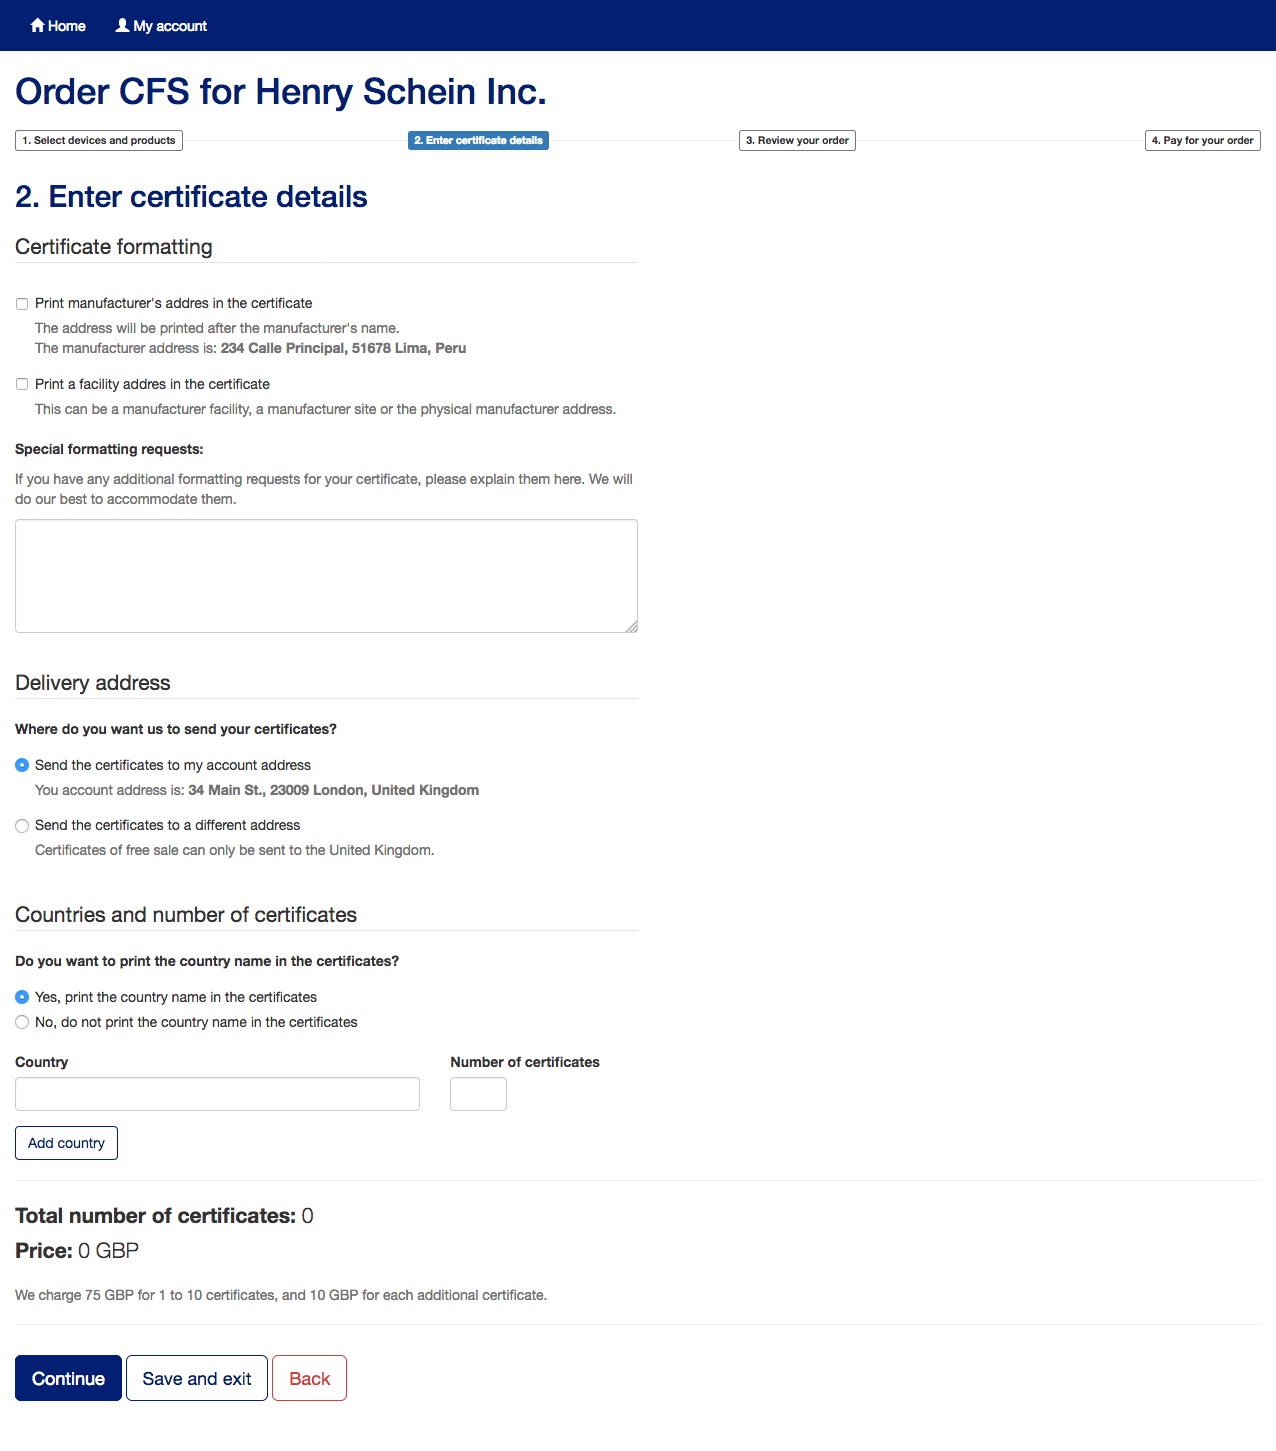 Home My account
Order CFS for Henry Schein Inc.
1. Select devices and products 2. Enter certificate details 3. Review your order 4. Pay for your order
2. Enter certificate details
Certificate formatting
Print manufacturer's addres in the certificate
The address will be printed after the manufacturer's name.
The manufacturer address is: 234 Calle Principal, 51678 Lima, Peru
Print a facility addres in the certificate
This can be a manufacturer facility, a manufacturer site or the physical manufacturer address.
Special formatting requests:
If you have any additional formatting requests for your certificate, please explain them here. We will
do our best to accommodate them.
Delivery address
Where do you want us to send your certificates?
Send the certificates to my account address
You account address is: 34 Main St., 23009 London, United Kingdom
Send the certificates to a different address
Certificates of free sale can only be sent to the United Kingdom.
Countries and number of certificates
Do you want to print the country name in the certificates?
Yes, print the country name in the certificates
No, do not print the country name in the certificates
Country Number of certificates
Add country
Total number of certificates: 0
Price: 0 GBP
We charge 75 GBP for 1 to 10 certificates, and 10 GBP for each additional certificate.
Continue Save and exit Back